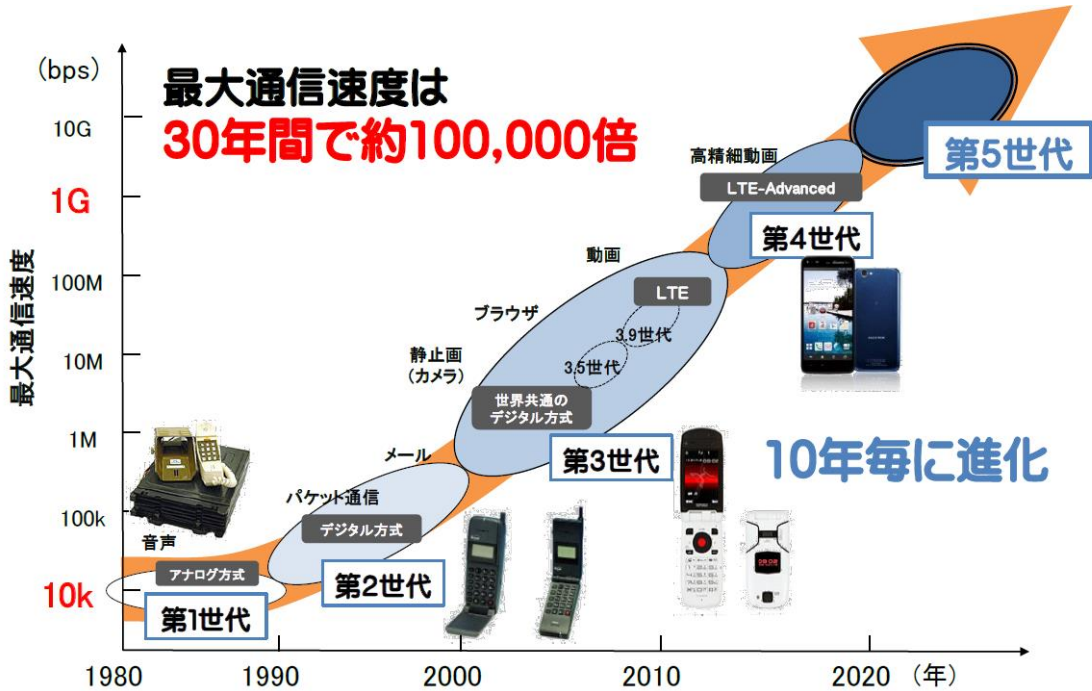 (bps)
最大通信速度は
30年間で約100,000倍
10G
1G
100M
10M
1M
100k
10k
最大通信速度
第5世代
高精細動画
LTE-Advanced
第4世代
動画
LTE
ブラウザ
3.9世代
3.5世代
静止画
(カメラ)
世界共通の
デジタル方式
第3世代
10年毎に進化
メール
パケット通信
デジタル方式
第2世代
音声
アナログ方式
第1世代
1980
1990
2000
2010
2020
(年)